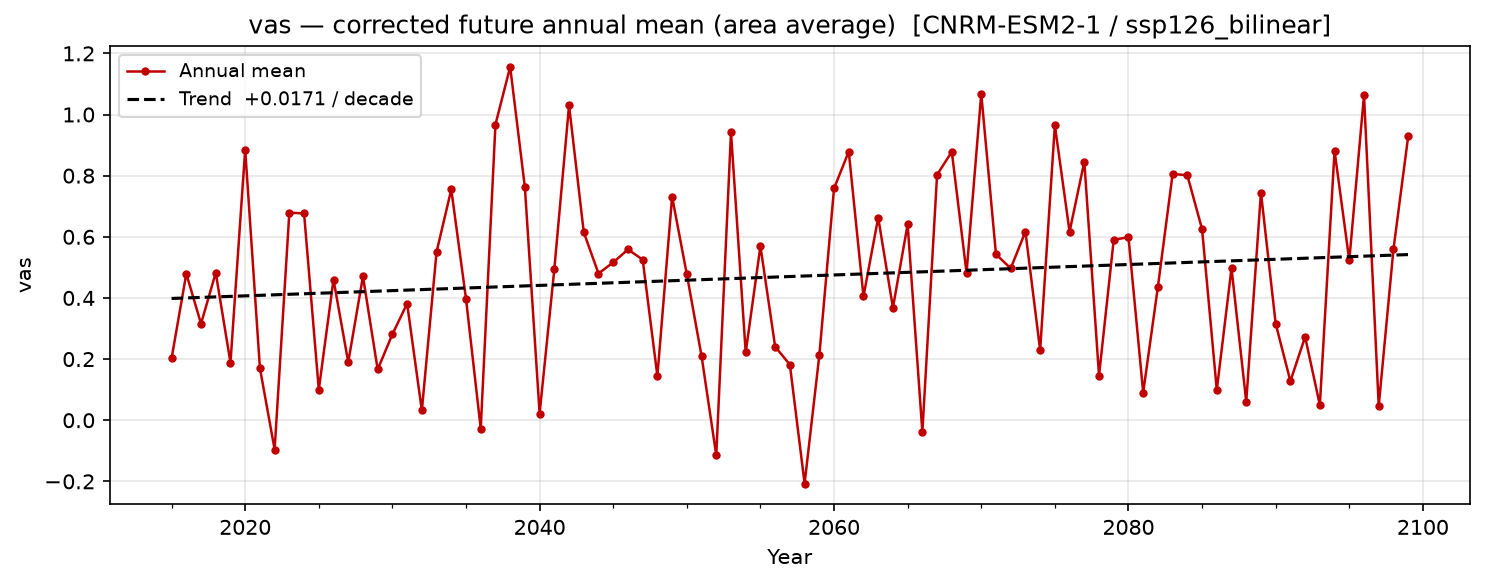 vas — corrected future annual mean (area average)  [CNRM-ESM2-1 / ssp126_bilinear]
Annual mean
Trend  +0.0171 / decade
vas
1.2
1.0
0.8
0.6
0.4
0.2
0.0
−0.2
2020
2040
2060
2080
2100
Year